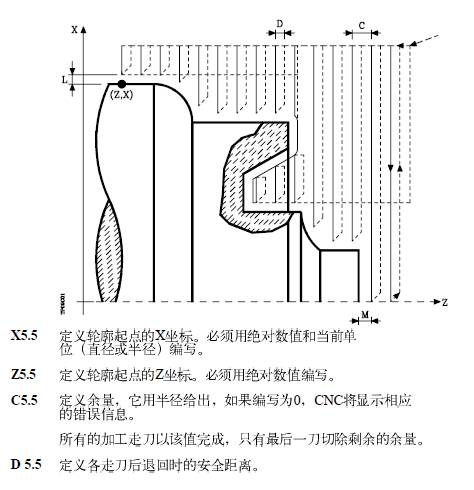 X
D
C
L
(Z,X)
Z
M
X5.5 定义轮廓起点的X坐标。必须用绝对数值和当前单
位（直径或半径）编写。
Z5.5 定义轮廓起点的Z坐标。必须用绝对数值编写。
C5.5 定义余量，它用半径给出，如果编写为0，CNC将显示相应
的错误信息。
所有的加工走刀以该值完成，只有最后一刀切除剩余的余量。
D 5.5 定义各走刀后退回时的安全距离。